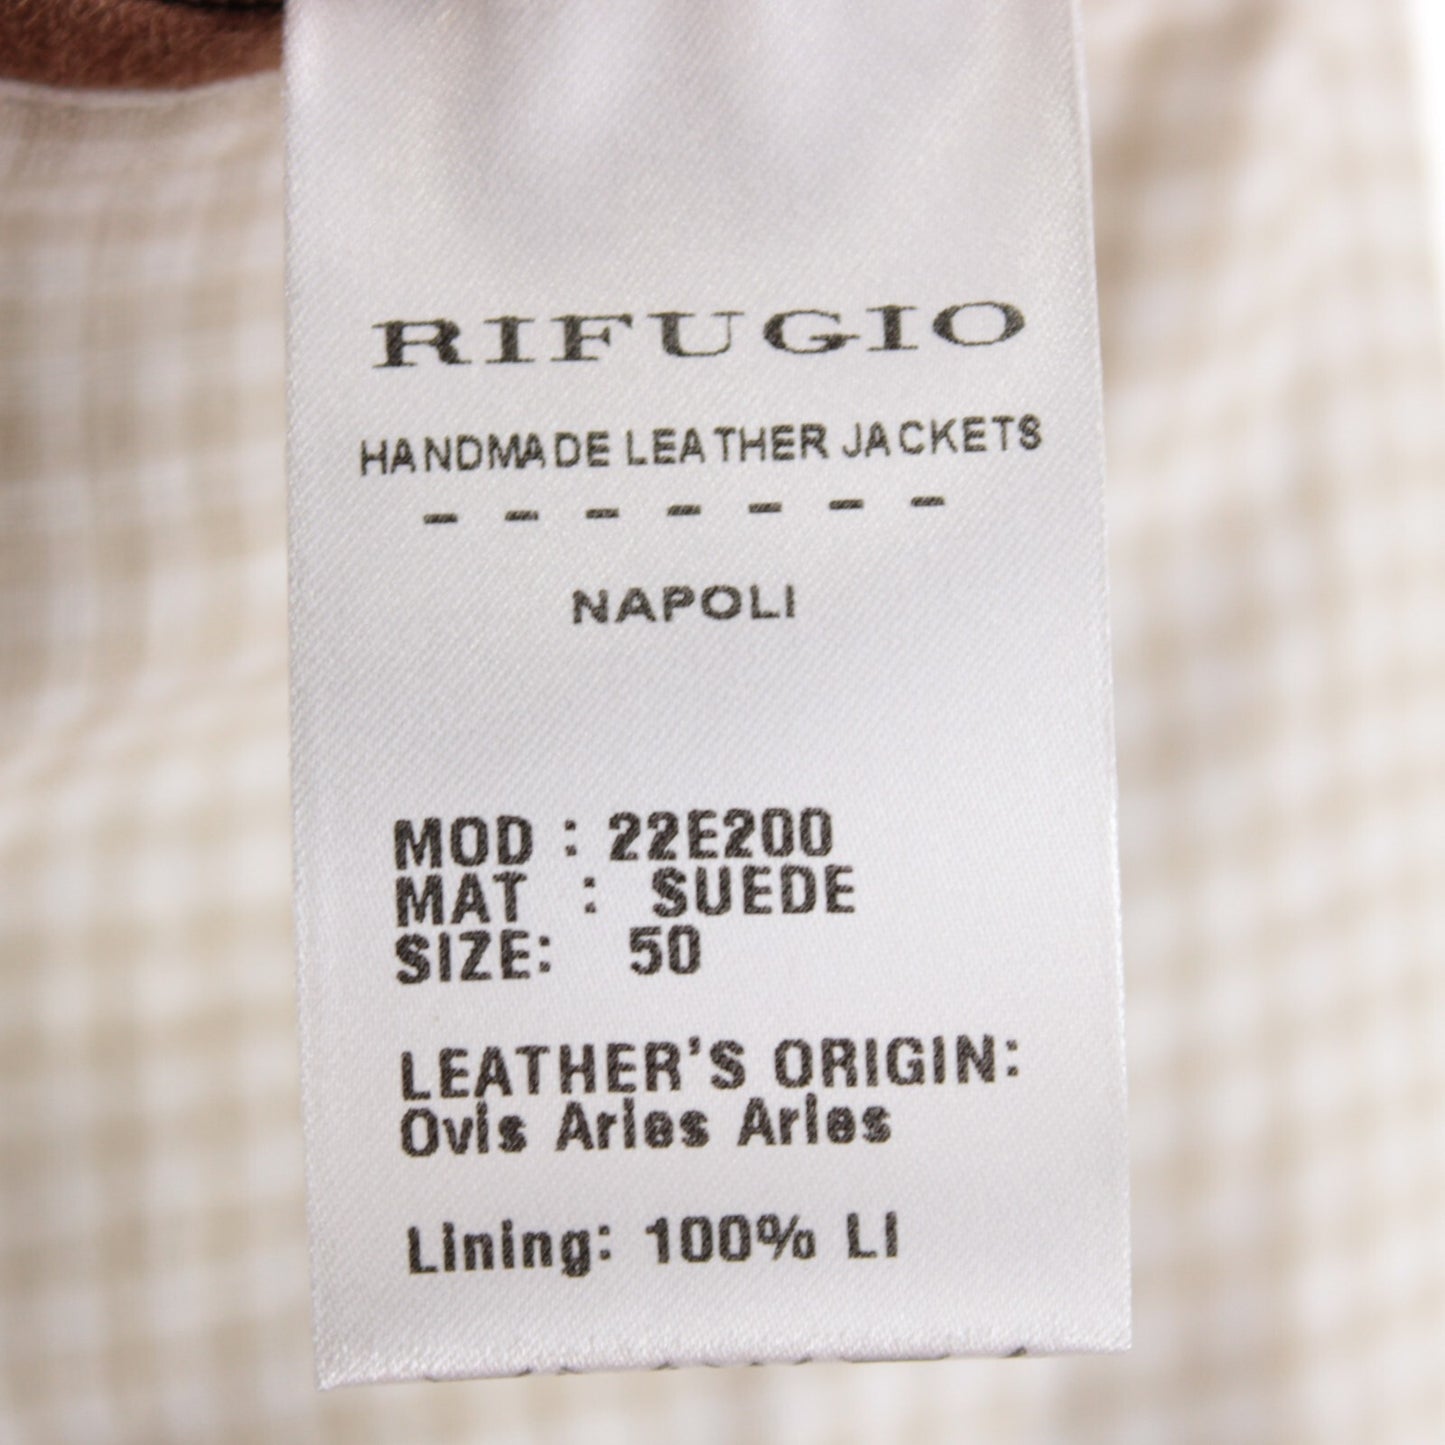 RIFUGIO
HANDMADE LEATHER JACKETS
- - - - - - -
NAPOLI
MOD : 22E200
MAT : SUEDE
SIZE: 50
LEATHER'S ORIGIN:
Ovis Aries Aries
Lining: 100% LI